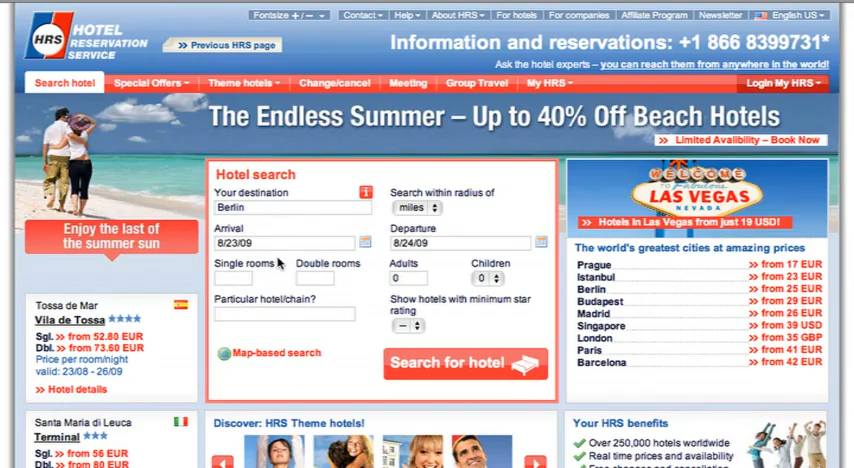 Fontsize + / –
Contact
Help
About HRS
For hotels
For companies
Affiliate Program
Newsletter
English US
HRS
HOTEL
RESERVATION
SERVICE
>> Previous HRS page
Information and reservations: +1 866 8399731*
Ask the hotel experts – you can reach them from anywhere in the world!
Search hotel
Special Offers
Theme hotels
Change/cancel
Meeting
Group Travel
My HRS
Login My HRS
The Endless Summer – Up to 40% Off Beach Hotels
>> Limited Avalibility – Book Now
Enjoy the last of
the summer sun
Tossa de Mar
Vila de Tossa
Sgl. >> from 52.80 EUR
Dbl. >> from 73.60 EUR
Price per room/night
valid: 23/08 - 26/09
>> Hotel details
Santa Maria di Leuca
Terminal
Sgl. >> from 56 EUR
Dbl. >> from 80 EUR
Hotel search
Your destination
Berlin
Search within radius of
miles
Arrival
8/23/09
Departure
8/24/09
Single rooms
Double rooms
Adults
0
Children
0
Particular hotel/chain?
Show hotels with minimum star
rating
--
Map-based search
Search for hotel
Discover: HRS Theme hotels!
WELCOME
To Fabulous
LAS VEGAS
NEVADA
>> Hotels in Las Vegas from just 19 USD!
The world's greatest cities at amazing prices
Prague >> from 17 EUR
Istanbul >> from 23 EUR
Berlin >> from 25 EUR
Budapest >> from 29 EUR
Madrid >> from 26 EUR
Singapore >> from 39 USD
London >> from 35 GBP
Paris >> from 41 EUR
Barcelona >> from 42 EUR
Your HRS benefits
Over 250,000 hotels worldwide
Real time prices and availability